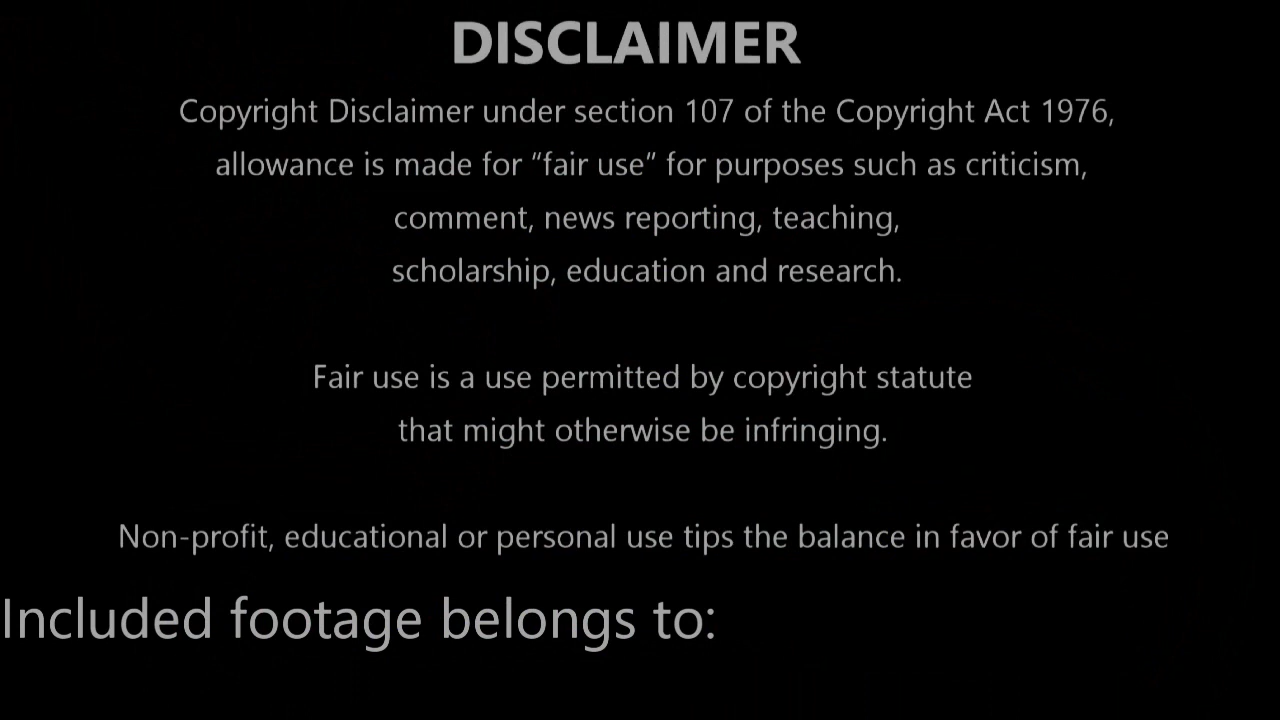 DISCLAIMER
Copyright Disclaimer under section 107 of the Copyright Act 1976,
allowance is made for “fair use” for purposes such as criticism,
comment, news reporting, teaching,
scholarship, education and research.
Fair use is a use permitted by copyright statute
that might otherwise be infringing.
Non-profit, educational or personal use tips the balance in favor of fair use
Included footage belongs to: